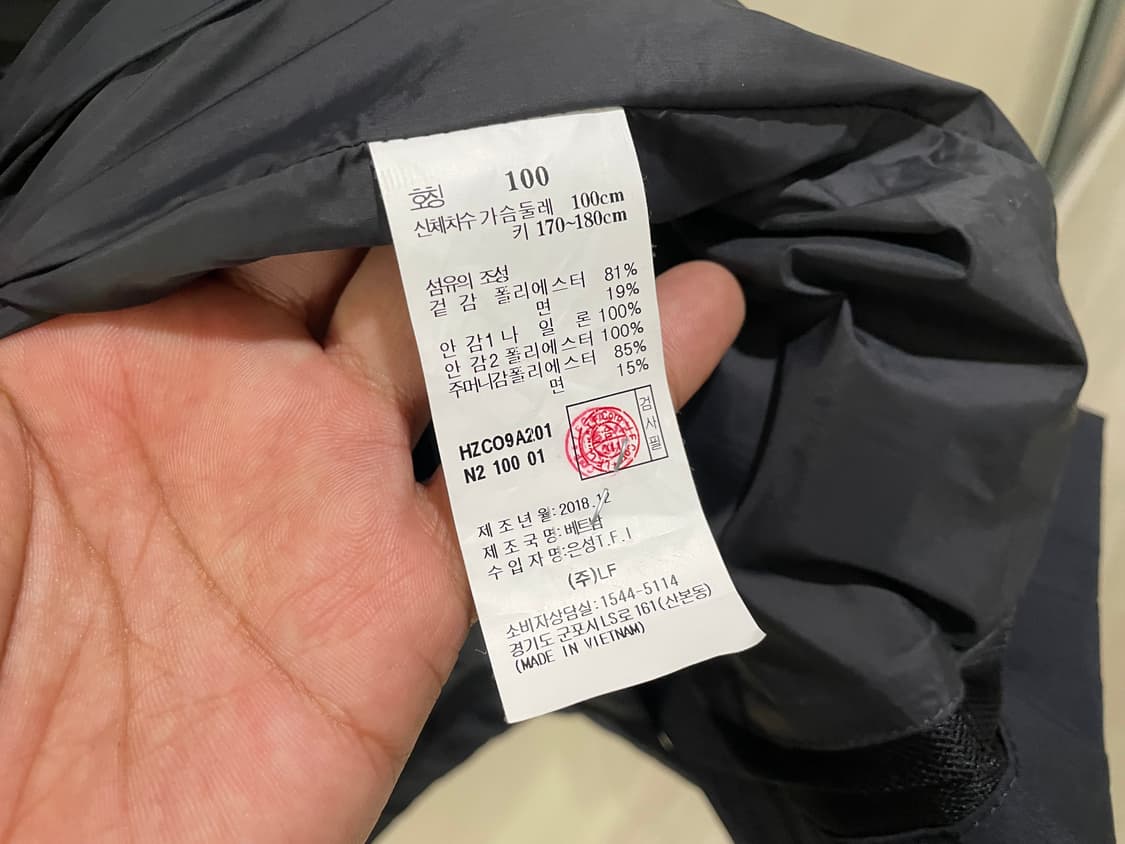 호칭 100
신체치수 가슴둘레 100cm
키 170~180cm
섬유의 조성
겉 감 폴리에스터 81%
면 19%
안 감1 나 일 론 100%
안 감2 폴리에스터 100%
주머니감폴리에스터 85%
면 15%
HZCO9A201
N2 100 01
검사필
제 조 년 월: 2018.12
제 조 국 명: 베트남
수 입 자 명:은성T.F.I
(주)LF
소비자상담실:1544-5114
경기도 군포시 LS로 161(산본동)
(MADE IN VIETNAM)